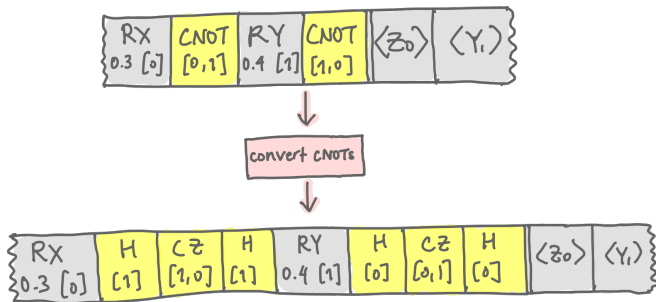 RX CNOT RY CNOT ⟨Z₀⟩ ⟨Y₁⟩
0.3 [0] [0,1] 0.4 [1] [1,0]
convert CNOTs
RX H CZ H RY H CZ H ⟨Z₀⟩ ⟨Y₁⟩
0.3 [0] [1] [1,0] [1] 0.4 [1] [0] [0,1] [0]